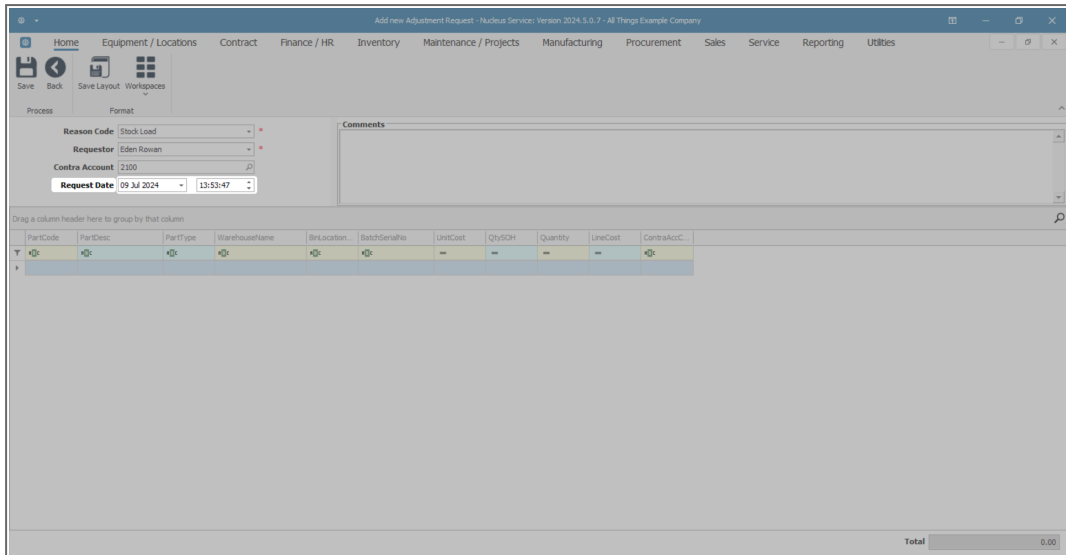 Add new Adjustment Request - Nucleus Service: Version 2024.5.0.7 - All Things Example Company
Home Equipment / Locations Contract Finance / HR Inventory Maintenance / Projects Manufacturing Procurement Sales Service Reporting Utilities
Save Back Save Layout Workspaces
Process Format
Reason Code Stock Load *
Requestor Eden Rowan *
Contra Account 2100
Request Date 09 Jul 2024 13:53:47
Comments
Drag a column header here to group by that column
PartCode PartDesc PartType WarehouseName BinLocation... BatchSerialNo UnitCost QtySOH Quantity LineCost ContraAccC...
Total 0.00